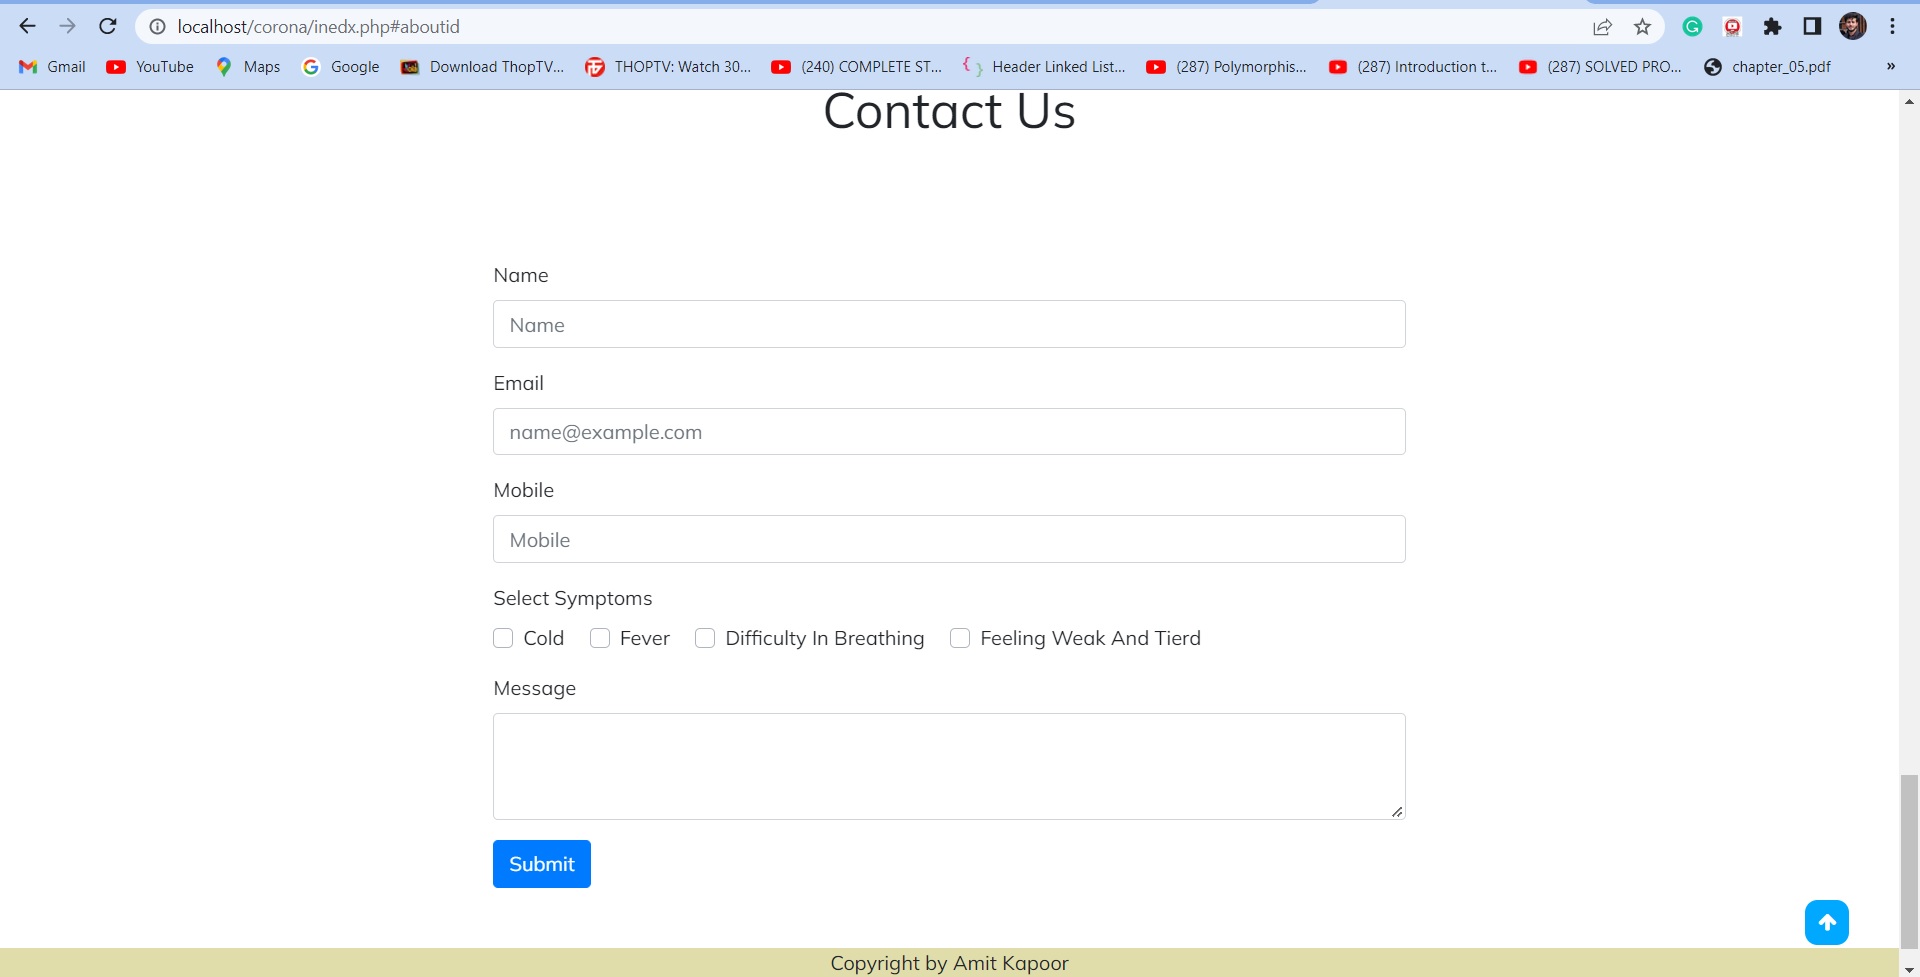 localhost/corona/inedx.php#aboutid
Gmail YouTube Maps Google Download ThopTV... THOPTV: Watch 30... (240) COMPLETE ST... Header Linked List... (287) Polymorphis... (287) Introduction t... (287) SOLVED PRO... chapter_05.pdf »
Contact Us
Name
Name
Email
name@example.com
Mobile
Mobile
Select Symptoms
Cold Fever Difficulty In Breathing Feeling Weak And Tierd
Message
Submit
Copyright by Amit Kapoor